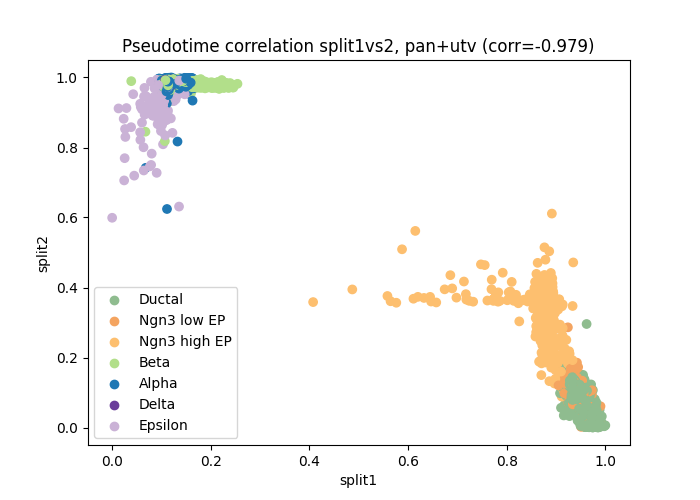 Pseudotime correlation split1vs2, pan+utv (corr=-0.979)
split2
1.0
0.8
0.6
0.4
0.2
0.0
Ductal
Ngn3 low EP
Ngn3 high EP
Beta
Alpha
Delta
Epsilon
0.0 0.2 0.4 0.6 0.8 1.0
split1